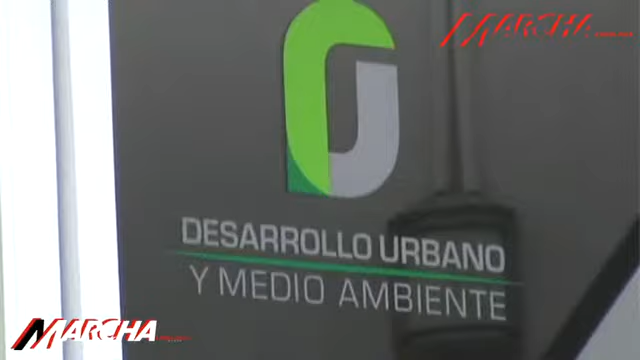 MARCHA
DESARROLLO URBANO
Y MEDIO AMBIENTE
MARCHA